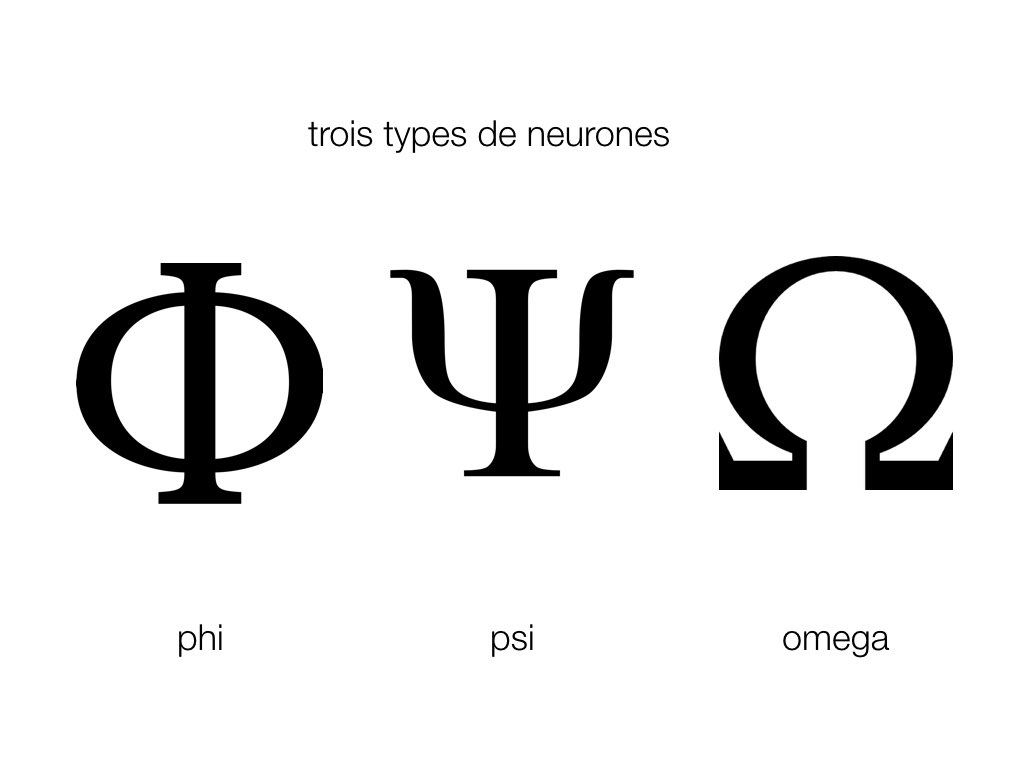 trois types de neurones
Φ Ψ Ω
phi psi omega